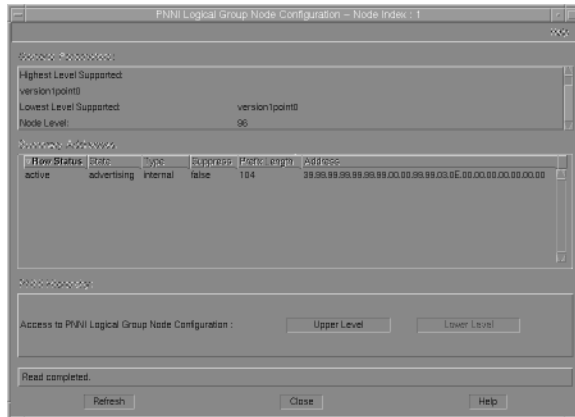 PNNI Logical Group Node Configuration – Node Index : 1
Highest Level Supported:
version1point0
Lowest Level Supported: version1point0
Node Level: 96
Row Status State Type Suppress Prefix Length Address
active advertising internal false 104 39.99.99.99.99.99.99.00.00.99.99.03.0E.00.00.00.00.00.00.00
Access to PNNI Logical Group Node Configuration : Upper Level Lower Level
Read completed.
Refresh Close Help